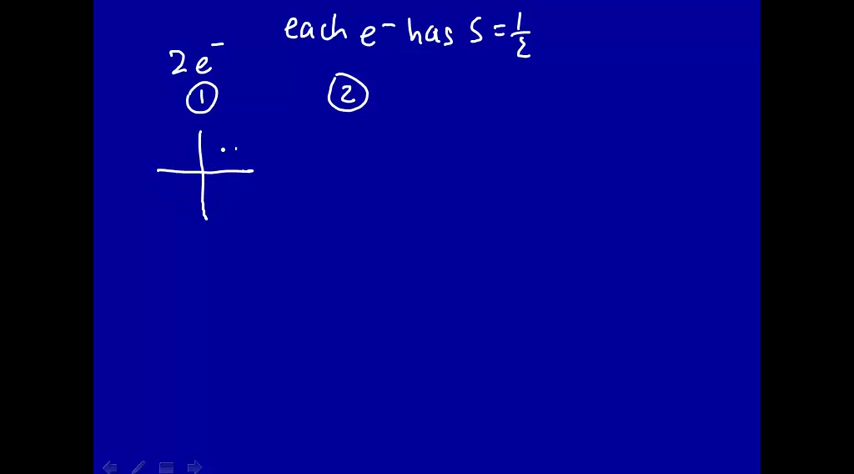 each e⁻ has S = 1/2
2e⁻
① ②